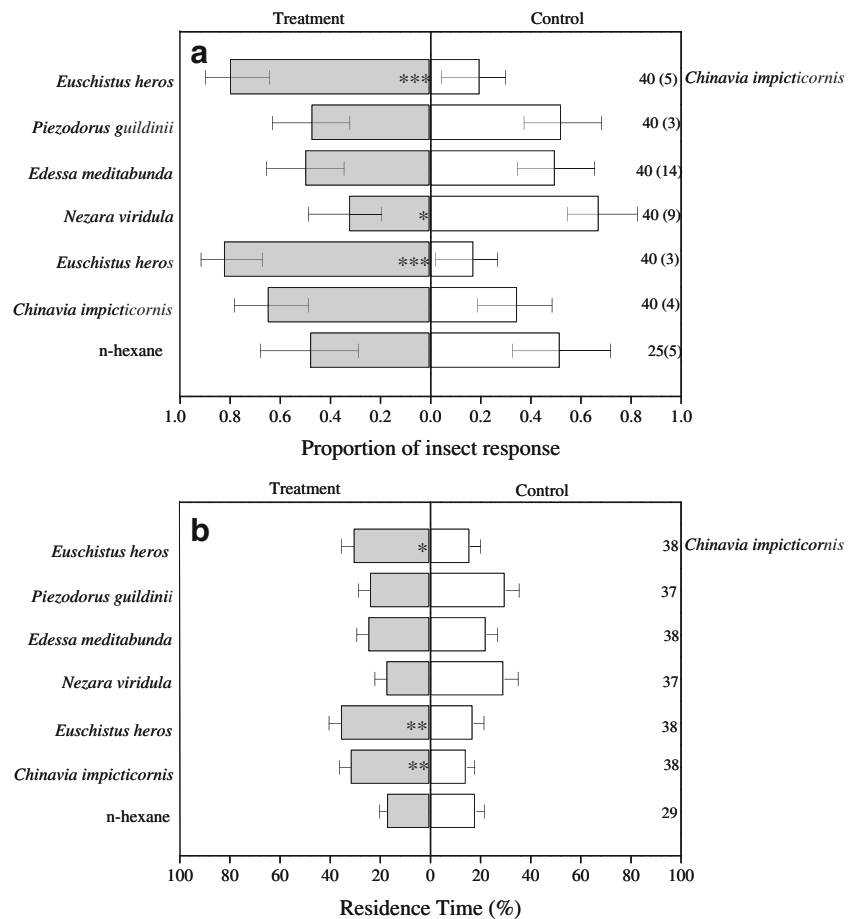 Treatment Control
a
Euschistus heros *** 40 (5) Chinavia impicticornis
Piezodorus guildinii 40 (3)
Edessa meditabunda 40 (14)
Nezara viridula * 40 (9)
Euschistus heros *** 40 (3)
Chinavia impicticornis 40 (4)
n-hexane 25(5)
1.0 0.8 0.6 0.4 0.2 0.0 0.2 0.4 0.6 0.8 1.0
Proportion of insect response
Treatment Control
b
Euschistus heros * 38 Chinavia impicticornis
Piezodorus guildinii 37
Edessa meditabunda 38
Nezara viridula 37
Euschistus heros ** 38
Chinavia impicticornis ** 38
n-hexane 29
100 80 60 40 20 0 20 40 60 80 100
Residence Time (%)